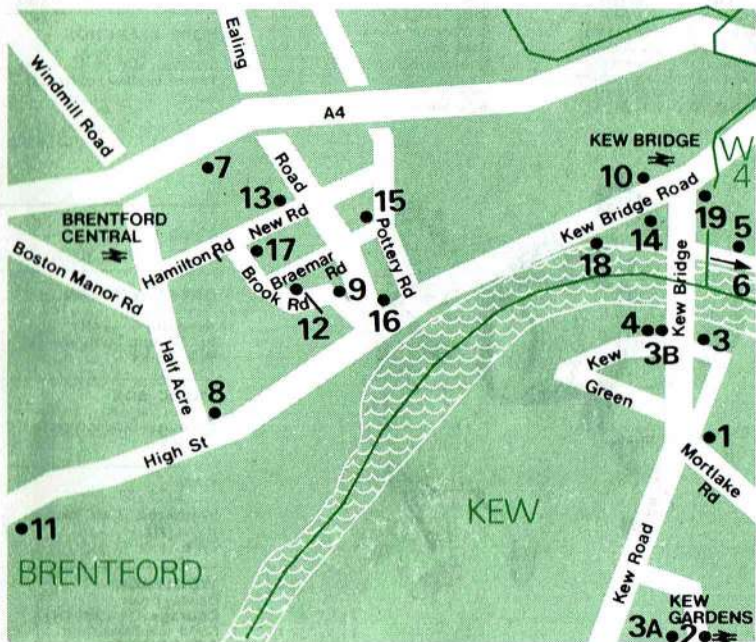 Ealing
Windmill Road
A4
KEW BRIDGE
W
4
7
10
13
Road
15
19
New Rd
Kew Bridge Road
BRENTFORD
CENTRAL
Hamilton Rd
17
Pottery Rd
14
5
Boston Manor Rd
Braemar
Rd
18
Kew Bridge
6
Brook
Rd
9
12
16
4
3B
3
Kew
Green
Half Acre
8
1
High St
Mortlake
Rd
11
KEW
BRENTFORD
Kew Road
KEW
GARDENS
3A
2